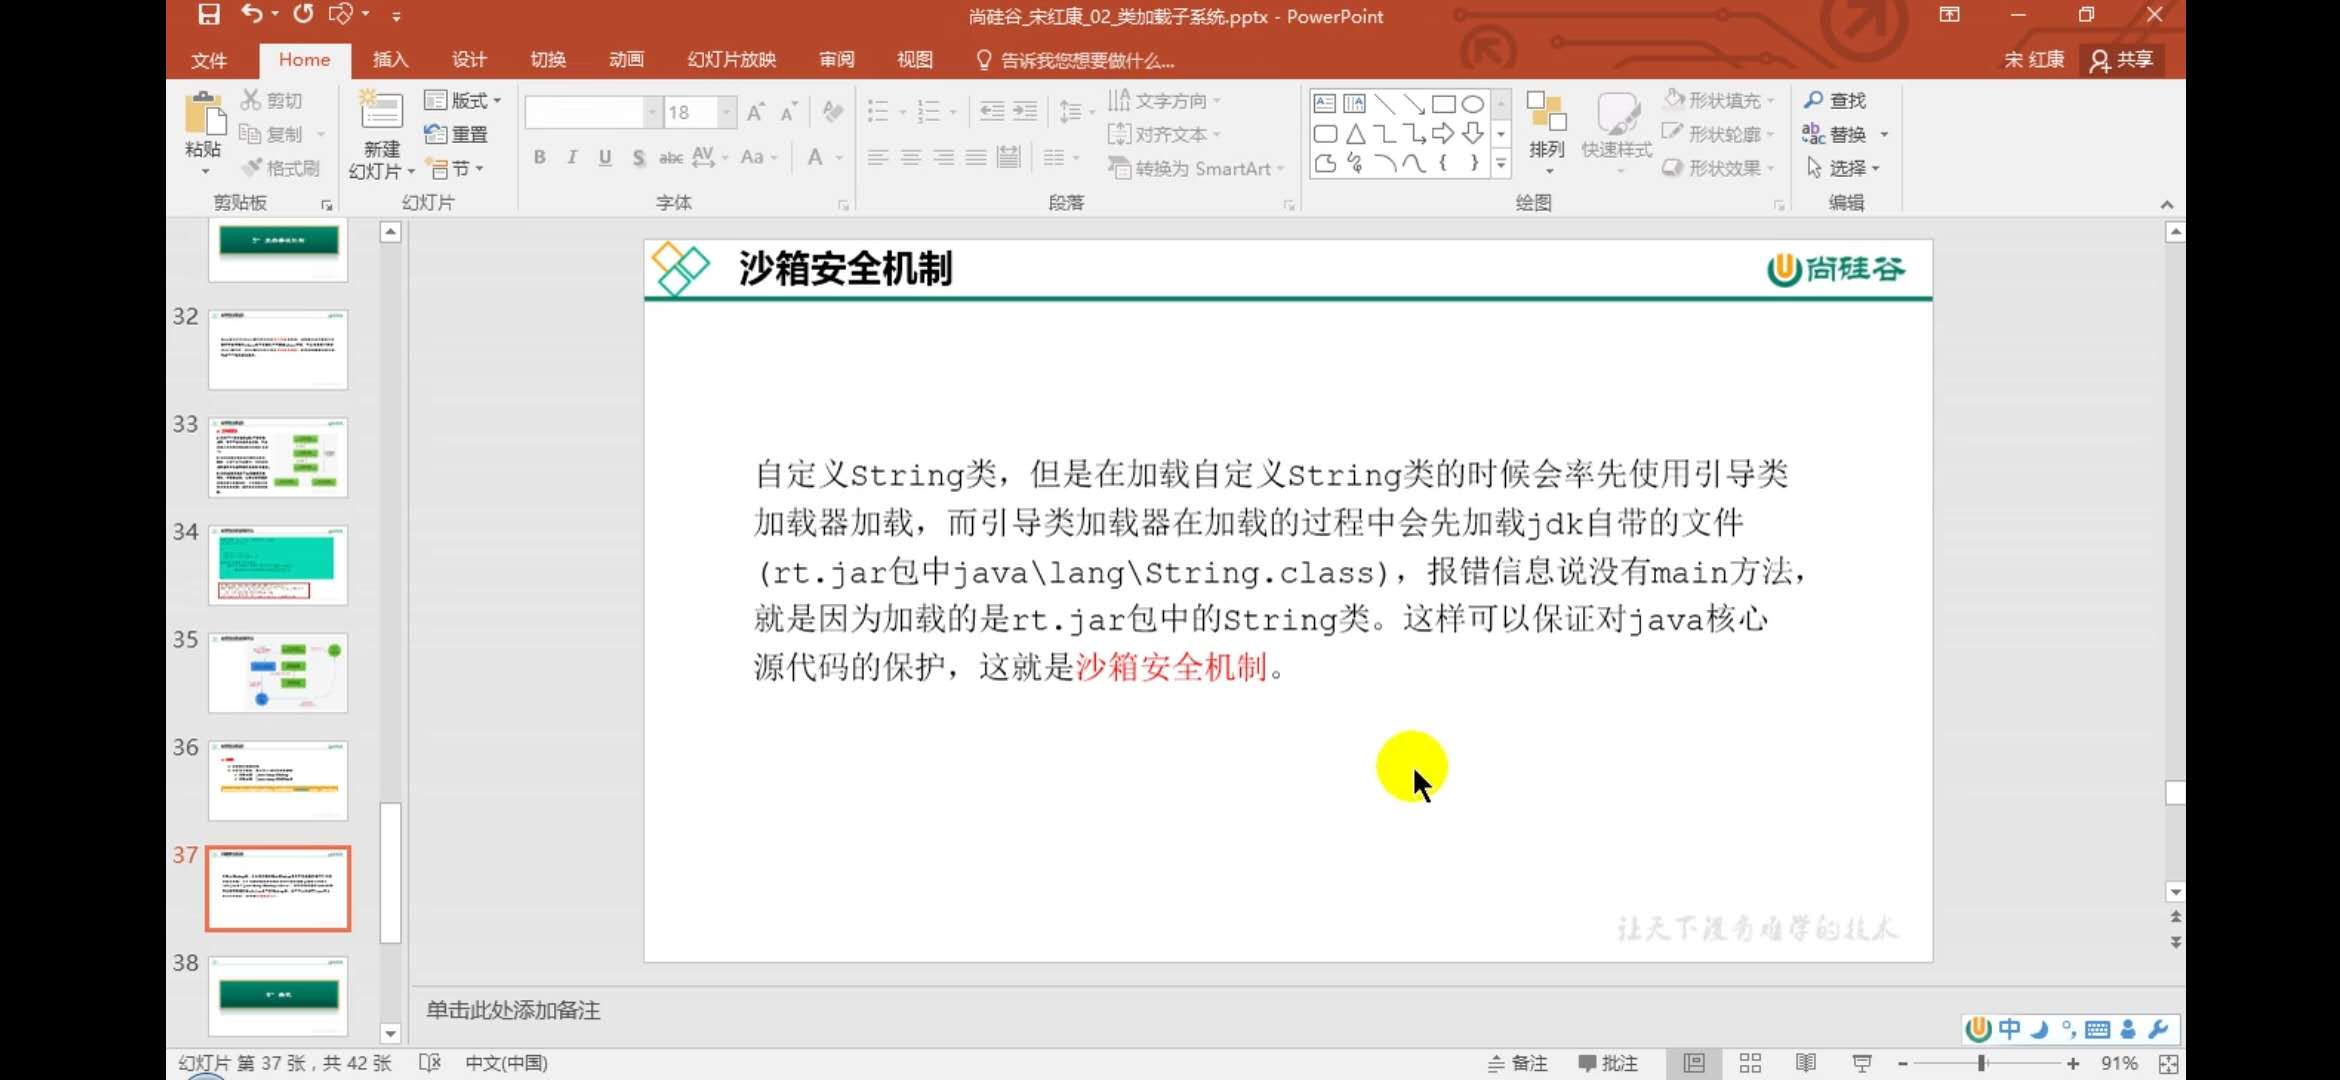 尚硅谷_宋红康_02_类加载子系统.pptx - PowerPoint
文件 Home 插入 设计 切换 动画 幻灯片放映 审阅 视图 告诉我您想要做什么... 宋 红康 共享
剪切 版式 18 文字方向 形状填充 查找
粘贴 复制 新建 重置 对齐文本 排列 快速样式 形状轮廓 替换
格式刷 幻灯片 节 B I U S abc AV Aa A 转换为 SmartArt 形状效果 选择
剪贴板 幻灯片 字体 段落 绘图 编辑
32
33
34
35
36
37
38
沙箱安全机制
尚硅谷
自定义String类，但是在加载自定义String类的时候会率先使用引导类
加载器加载，而引导类加载器在加载的过程中会先加载jdk自带的文件
(rt.jar包中java\lang\String.class)，报错信息说没有main方法，
就是因为加载的是rt.jar包中的String类。这样可以保证对java核心
源代码的保护，这就是沙箱安全机制。
让天下没有难学的技术
单击此处添加备注
中
幻灯片 第 37 张，共 42 张 中文(中国) 备注 批注 91%